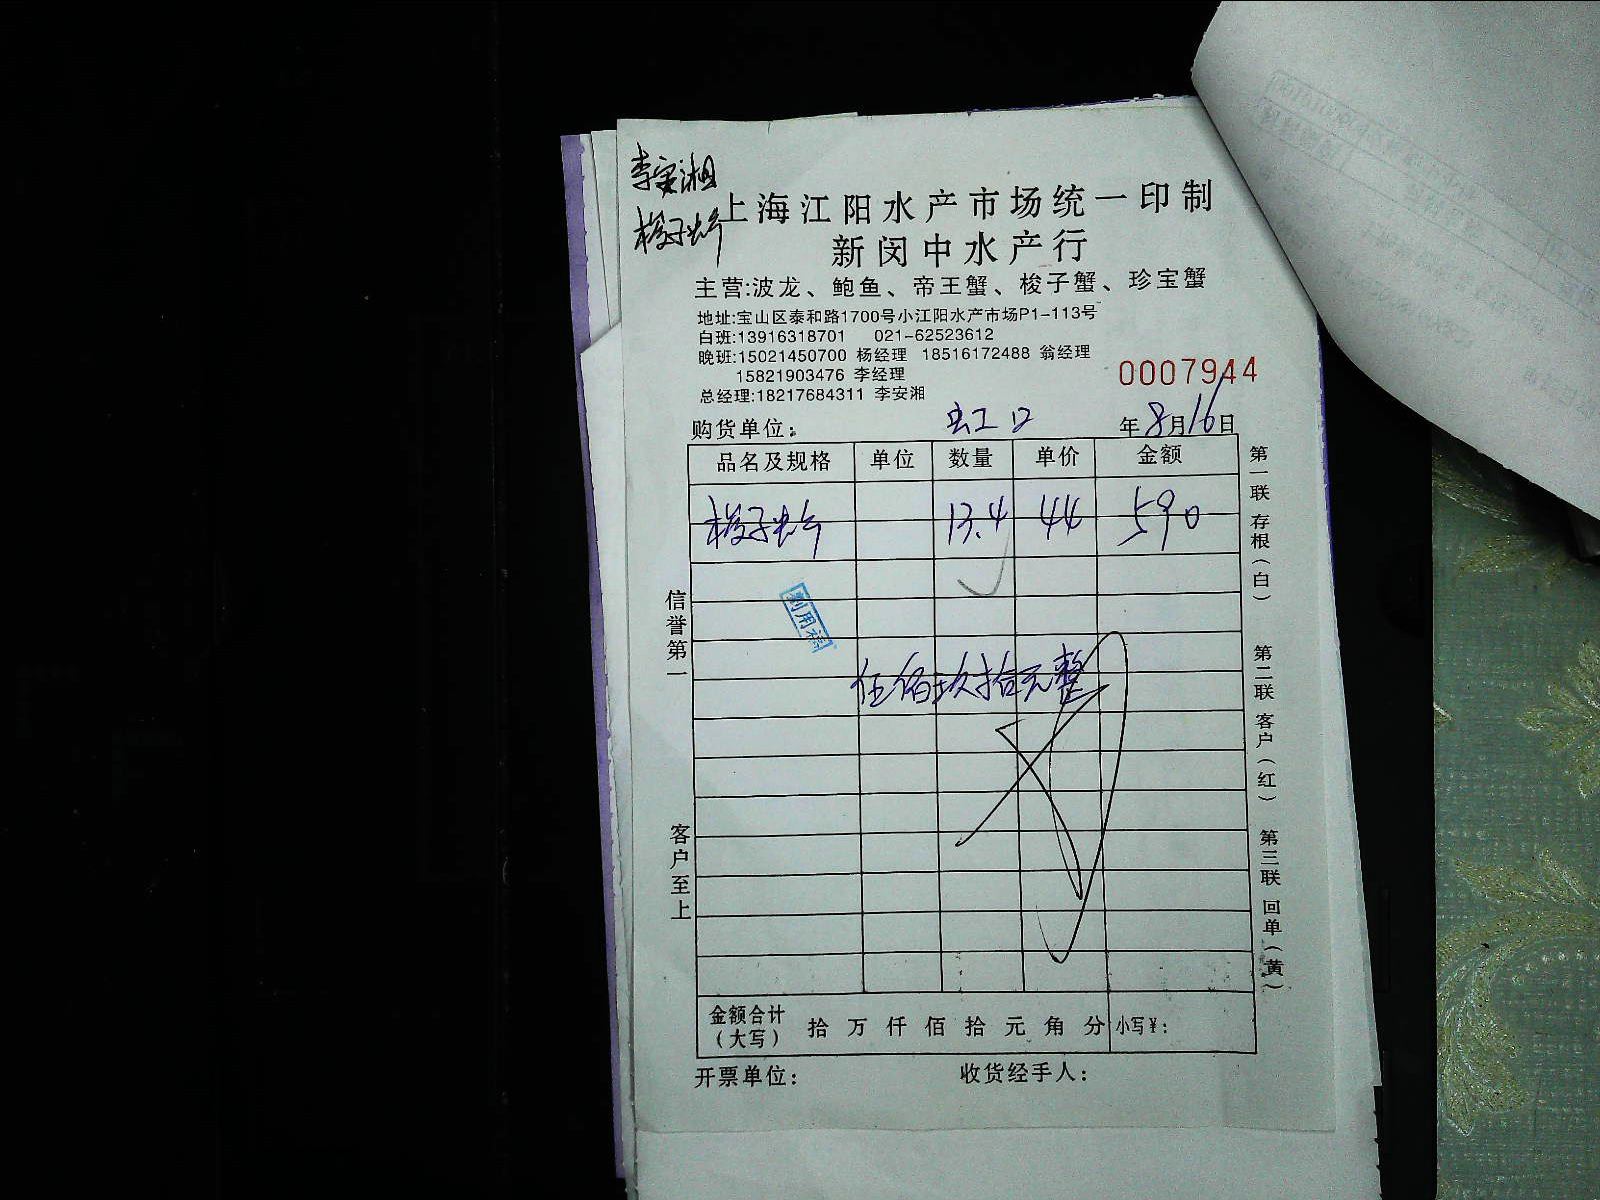 李安湘
梭子蟹
上海江阳水产市场统一印制
新闵中水产行
主营:波龙、鲍鱼、帝王蟹、梭子蟹、珍宝蟹
地址:宝山区泰和路1700号小江阳水产市场P1-113号
白班:13916318701 021-62523612
晚班:15021450700 杨经理 18516172488 翁经理
15821903476 李经理
总经理:18217684311 李安湘
0007944
购货单位: 虹口 年8月16日
品名及规格 单位 数量 单价 金额
梭子蟹 13.4 44 590
伍佰玖拾元整
金额合计(大写) 拾 万 仟 佰 拾 元 角 分 小写¥:
开票单位: 收货经手人:
信誉第一
客户至上
第一联 存根(白)
第二联 客户(红)
第三联 回单(黄)